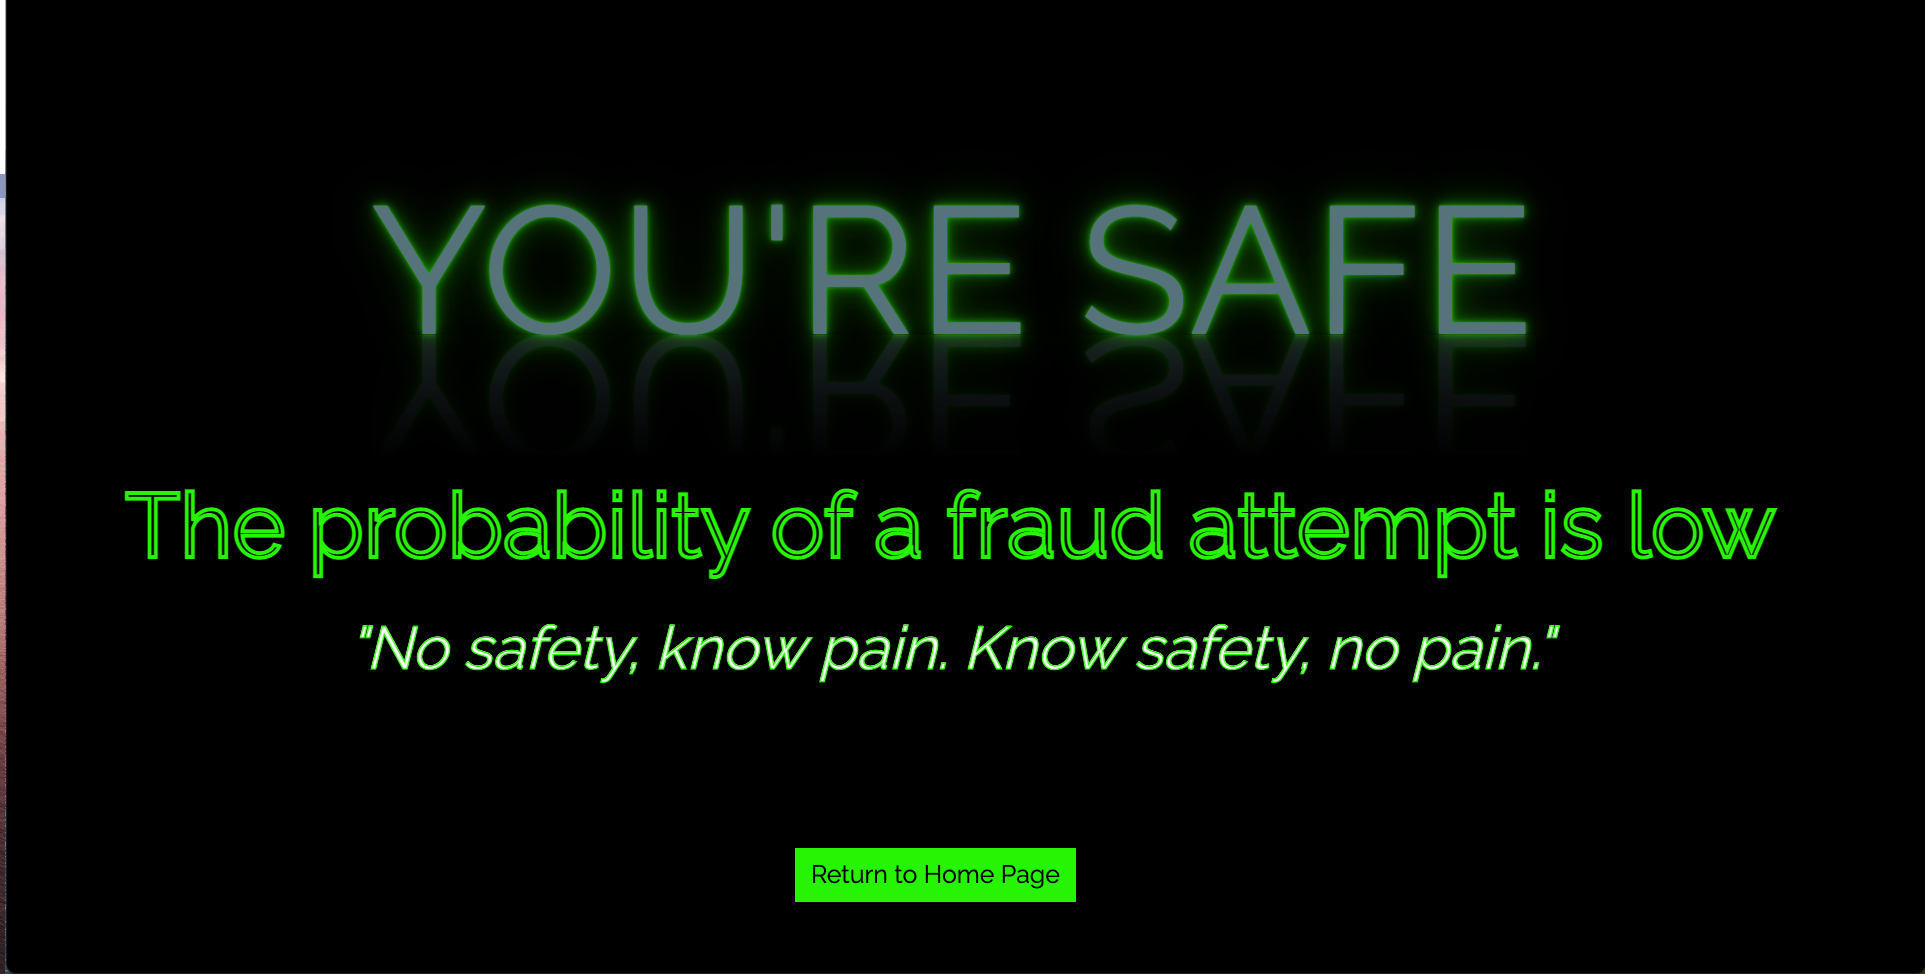 YOU'RE SAFE
The probability of a fraud attempt is low
"No safety, know pain. Know safety, no pain."
Return to Home Page